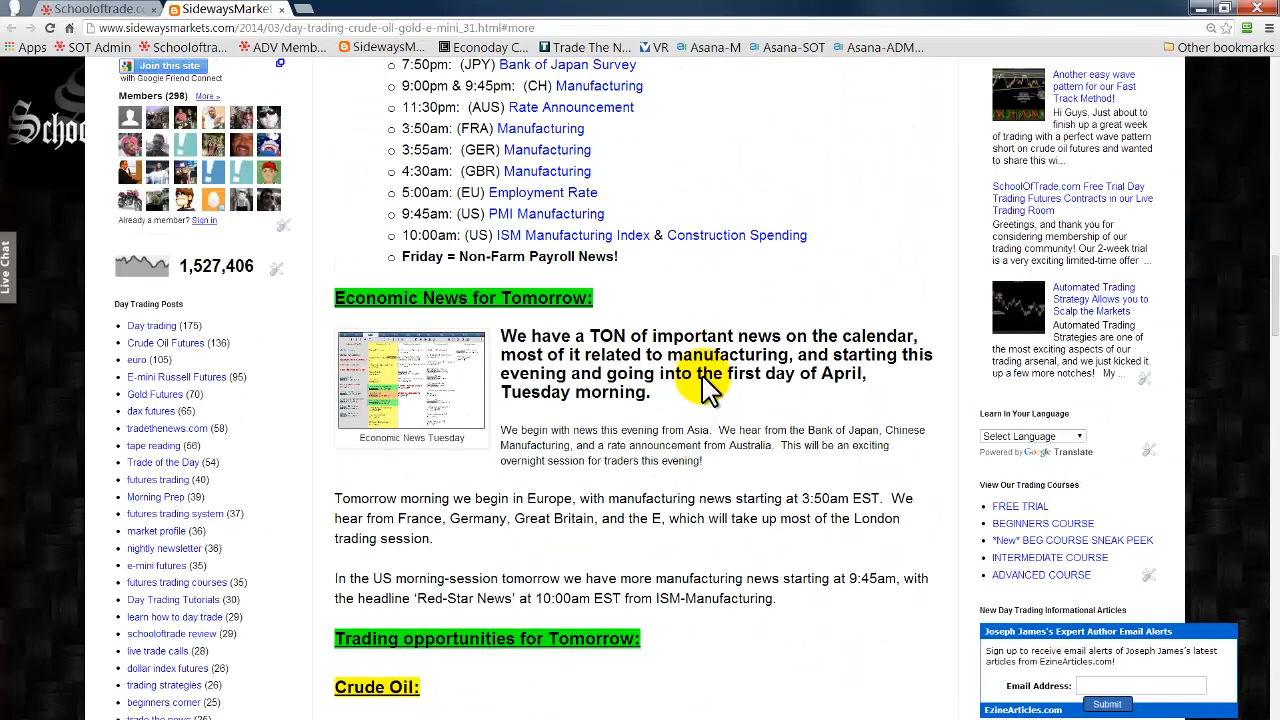 Schooloftrade.c
SidewaysMarket
www.sidewaysmarkets.com/2014/03/day-trading-crude-oil-gold-e-mini_31.html#more
Apps
SOT Admin
Schooloftra...
ADV Memb...
SidewaysM...
Econoday C...
Trade The N...
VR
Asana-M
Asana-SOT
Asana-ADM...
Other bookmarks
Join this site
with Google Friend Connect
Members (298) More »
Already a member? Sign in
1,527,406
Live Chat
Day Trading Posts
Day trading (175)
Crude Oil Futures (136)
euro (105)
E-mini Russell Futures (95)
Gold Futures (79)
dax futures (65)
tradethenews.com (58)
tape reading (56)
Trade of the Day (54)
futures trading (40)
Morning Prep (39)
futures trading system (37)
market profile (36)
nightly newsletter (36)
e-mini futures (35)
futures trading courses (35)
Day Trading Tutorials (30)
learn how to day trade (29)
schooloftrade review (29)
live trade calls (28)
dollar index futures (26)
trading strategies (26)
beginners corner (25)
trade the news (25)
7:50pm: (JPY) Bank of Japan Survey
9:00pm & 9:45pm: (CH) Manufacturing
11:30pm: (AUS) Rate Announcement
3:50am: (FRA) Manufacturing
3:55am: (GER) Manufacturing
4:30am: (GBR) Manufacturing
5:00am: (EU) Employment Rate
9:45am: (US) PMI Manufacturing
10:00am: (US) ISM Manufacturing Index & Construction Spending
Friday = Non-Farm Payroll News!
Economic News for Tomorrow:
We have a TON of important news on the calendar,
most of it related to manufacturing, and starting this
evening and going into the first day of April,
Tuesday morning.
Economic News Tuesday
We begin with news this evening from Asia. We hear from the Bank of Japan, Chinese
Manufacturing, and a rate announcement from Australia. This will be an exciting
overnight session for traders this evening!
Tomorrow morning we begin in Europe, with manufacturing news starting at 3:50am EST. We
hear from France, Germany, Great Britain, and the E, which will take up most of the London
trading session.
In the US morning-session tomorrow we have more manufacturing news starting at 9:45am, with
the headline ‘Red-Star News’ at 10:00am EST from ISM-Manufacturing.
Trading opportunities for Tomorrow:
Crude Oil:
Another easy wave
pattern for our Fast
Track Method!
Hi Guys, Just about to
finish up a great week
of trading with a perfect wave pattern
short on crude oil futures and wanted
to share this wi...
SchoolOfTrade.com Free Trial Day
Trading Futures Contracts in our Live
Trading Room
Greetings, and thank you for
considering membership of our
trading community! Our 2-week trial
is a very exciting limited-time offer ...
Automated Trading
Strategy Allows you to
Scalp the Markets
Automated Trading
Strategies are one of
the most exciting aspects of our
trading arsenal, and we just kicked it
up a few more notches! My ...
Learn In Your Language
Select Language
Powered by Google Translate
View Our Trading Courses
FREE TRIAL
BEGINNERS COURSE
*New* BEG COURSE SNEAK PEEK
INTERMEDIATE COURSE
ADVANCED COURSE
New Day Trading Informational Articles
Joseph James's Expert Author Email Alerts
Sign up to receive email alerts of Joseph James's latest
articles from EzineArticles.com!
Email Address:
Submit
EzineArticles.com